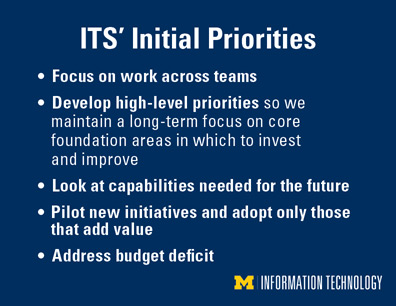 ITS' Initial Priorities
• Focus on work across teams
• Develop high-level priorities so we
maintain a long-term focus on core
foundation areas in which to invest
and improve
• Look at capabilities needed for the future
• Pilot new initiatives and adopt only those
that add value
• Address budget deficit
M INFORMATION TECHNOLOGY